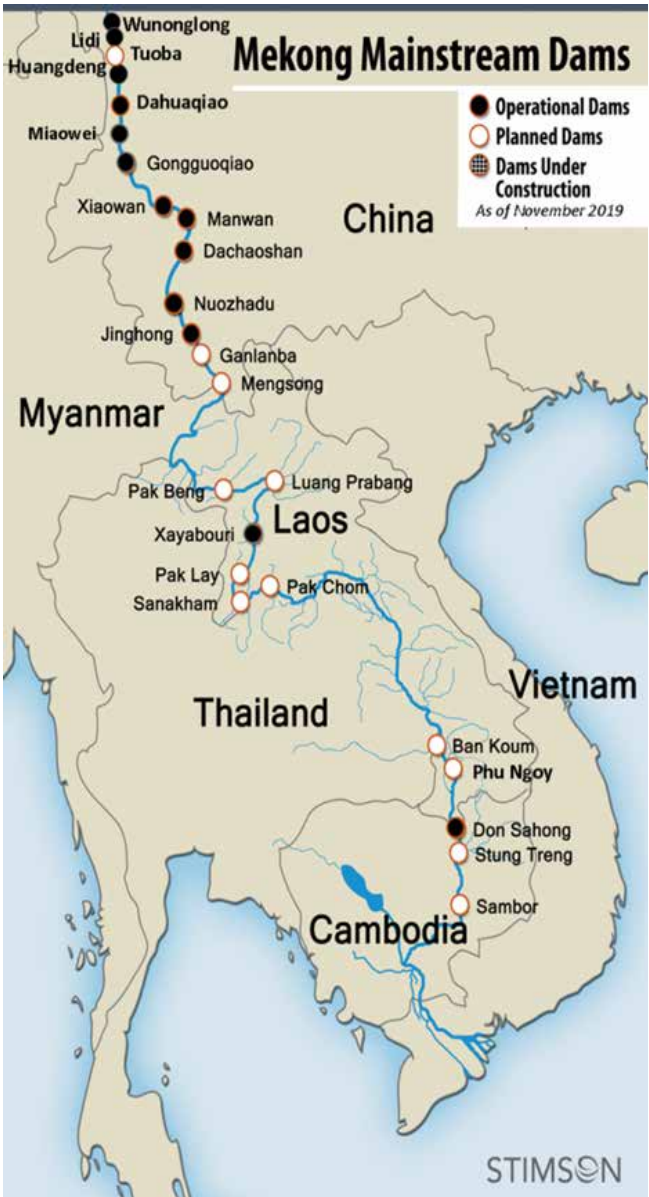 Mekong Mainstream Dams
Operational Dams
Planned Dams
Dams Under
Construction
As of November 2019
Wunonglong
Lidi
Tuoba
Huangdeng
Dahuaqiao
Miaowei
Gongguoqiao
Xiaowan
Manwan
China
Dachaoshan
Nuozhadu
Jinghong
Ganlanba
Mengsong
Myanmar
Luang Prabang
Pak Beng
Laos
Xayabouri
Pak Lay
Pak Chom
Sanakham
Vietnam
Thailand
Ban Koum
Phu Ngoy
Don Sahong
Stung Treng
Sambor
Cambodia
STIMSON